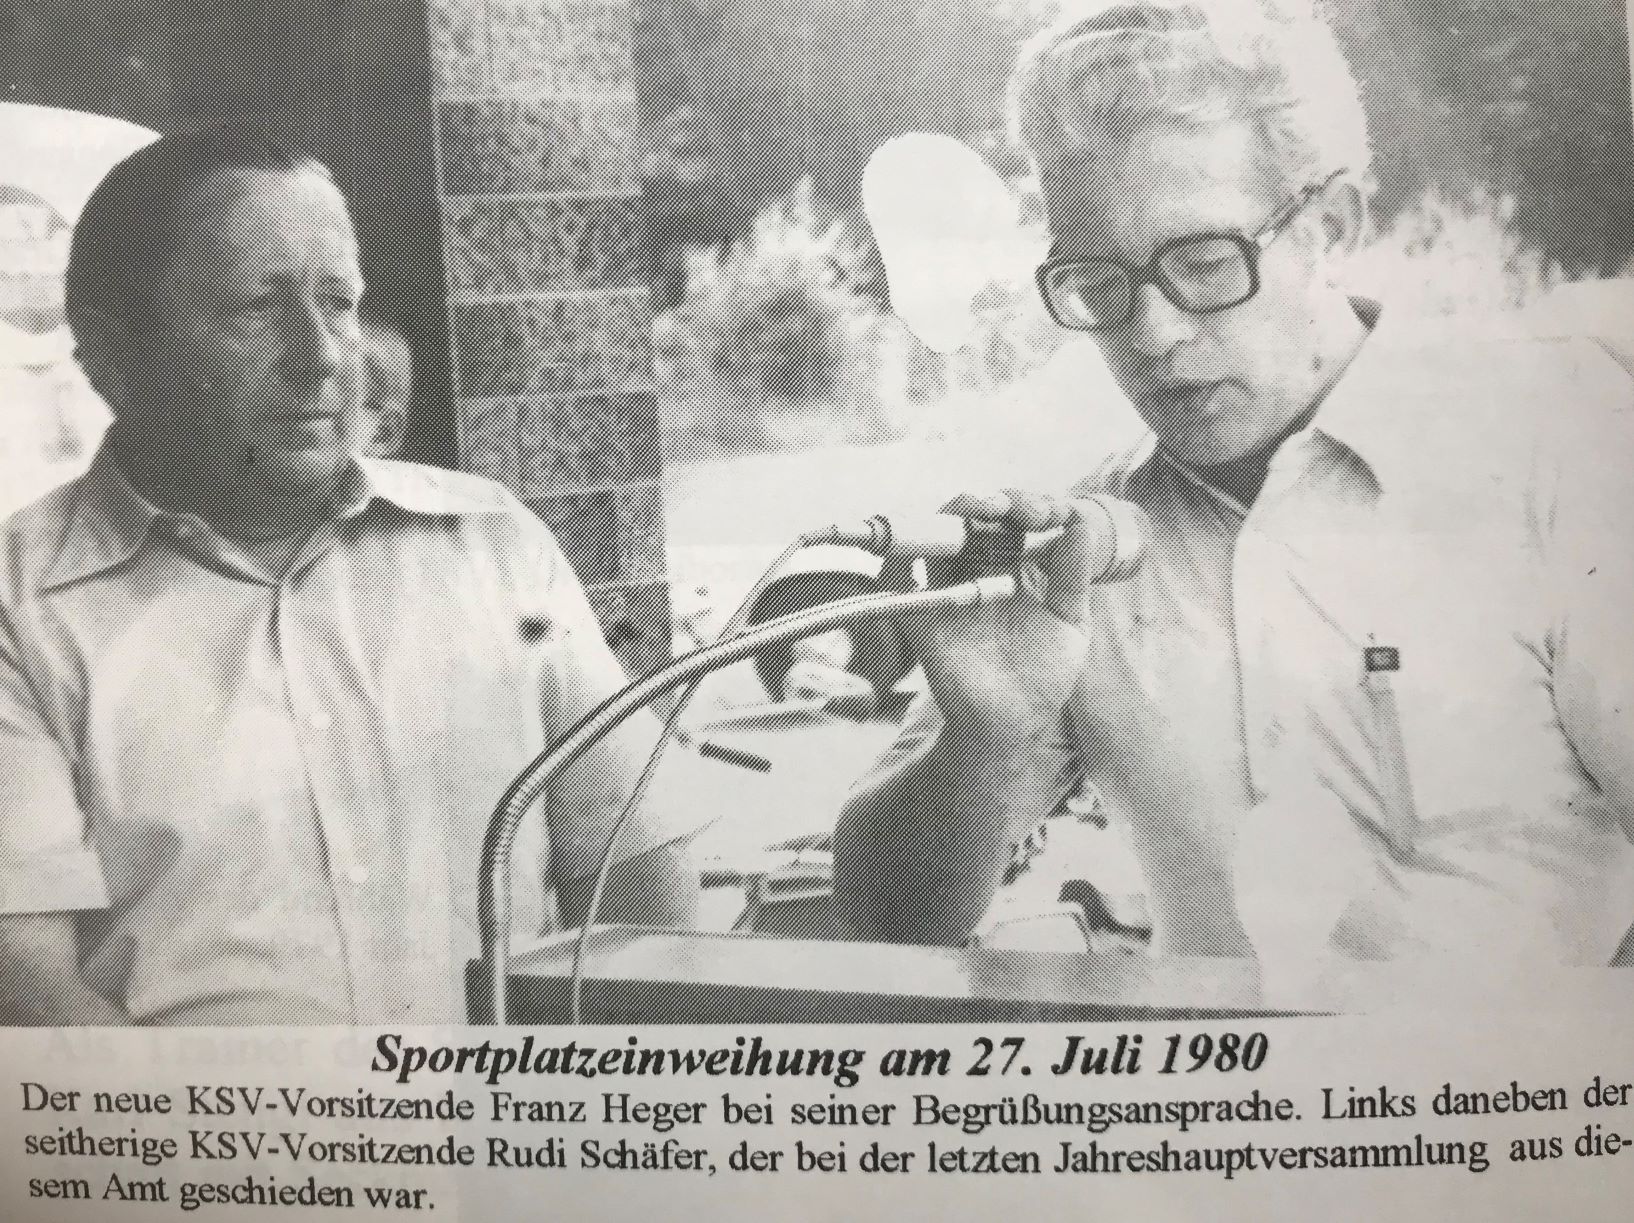 Sportplatzeinweihung am 27. Juli 1980
Der neue KSV-Vorsitzende Franz Heger bei seiner Begrüßungsansprache. Links daneben der
seitherige KSV-Vorsitzende Rudi Schäfer, der bei der letzten Jahreshauptversammlung aus die-
sem Amt geschieden war.